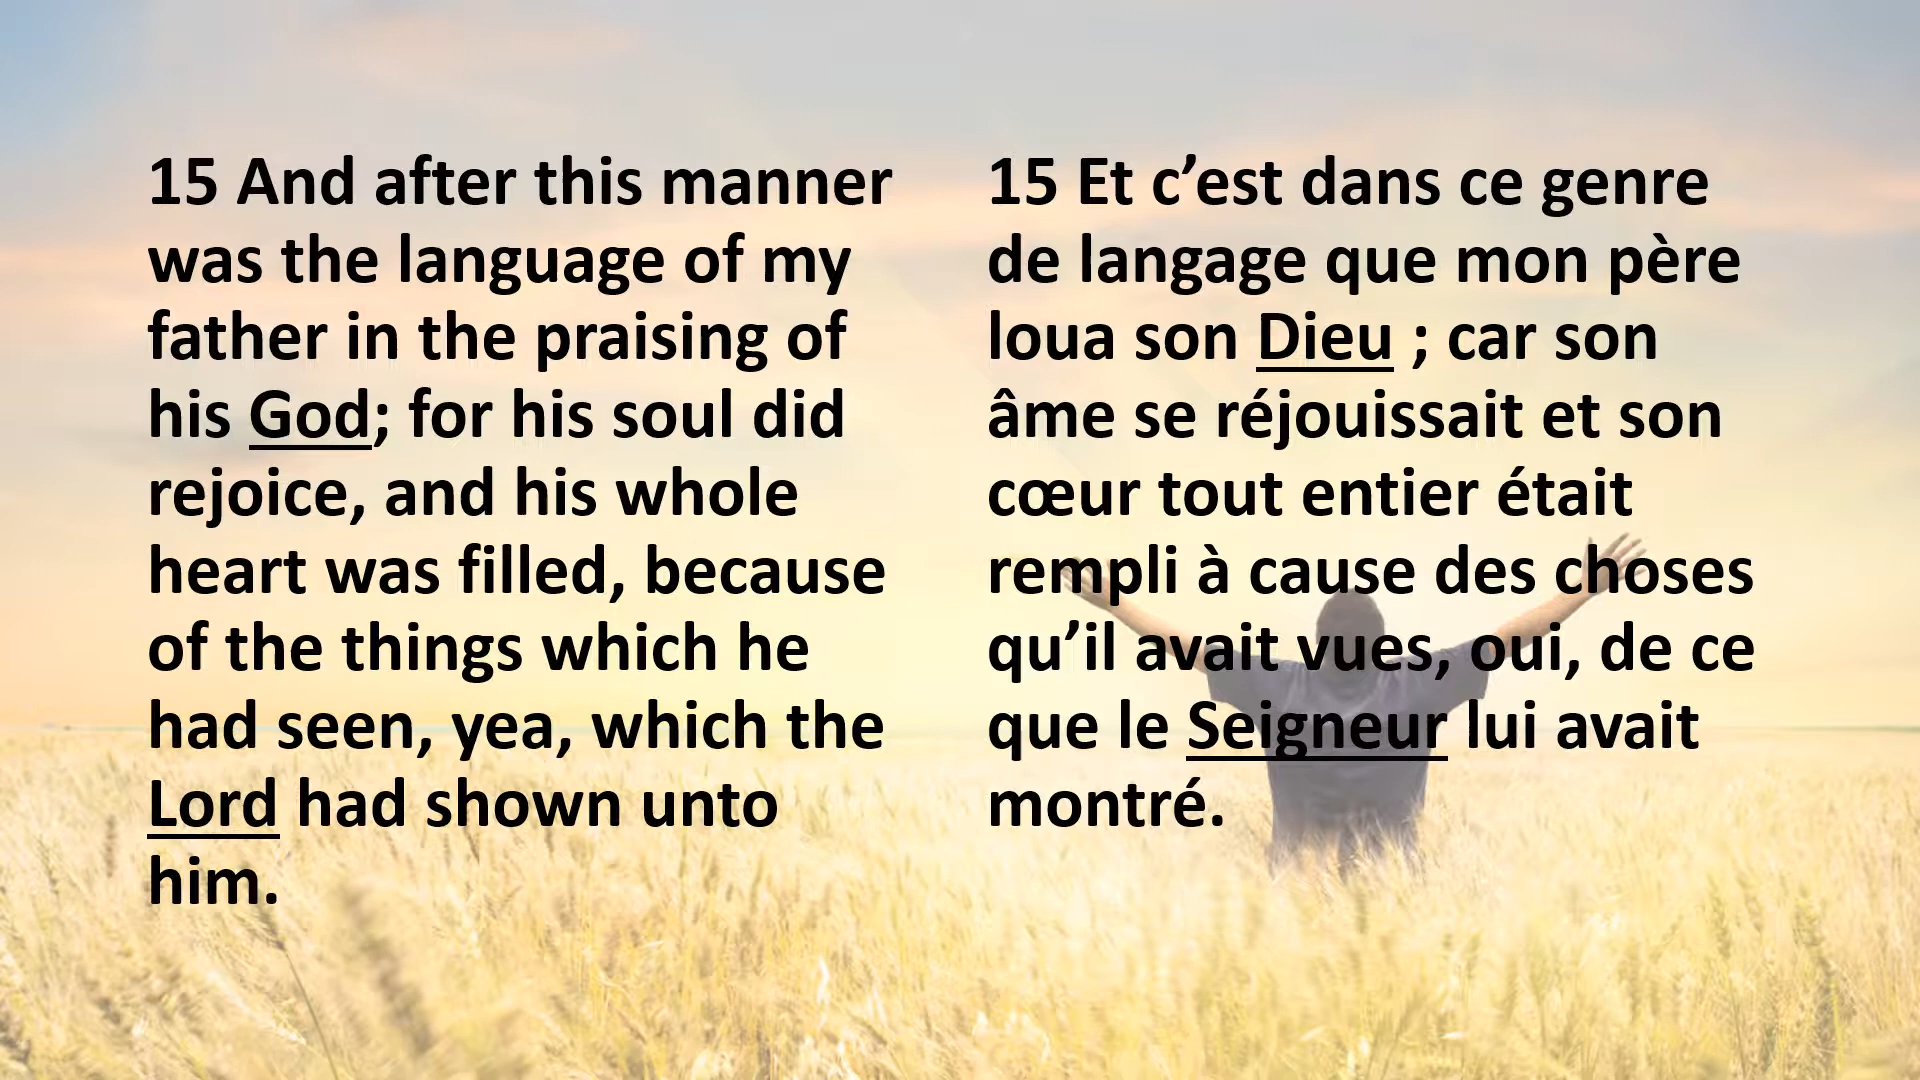 15 And after this manner
was the language of my
father in the praising of
his God; for his soul did
rejoice, and his whole
heart was filled, because
of the things which he
had seen, yea, which the
Lord had shown unto
him.
15 Et c’est dans ce genre
de langage que mon père
loua son Dieu ; car son
âme se réjouissait et son
cœur tout entier était
rempli à cause des choses
qu’il avait vues, oui, de ce
que le Seigneur lui avait
montré.